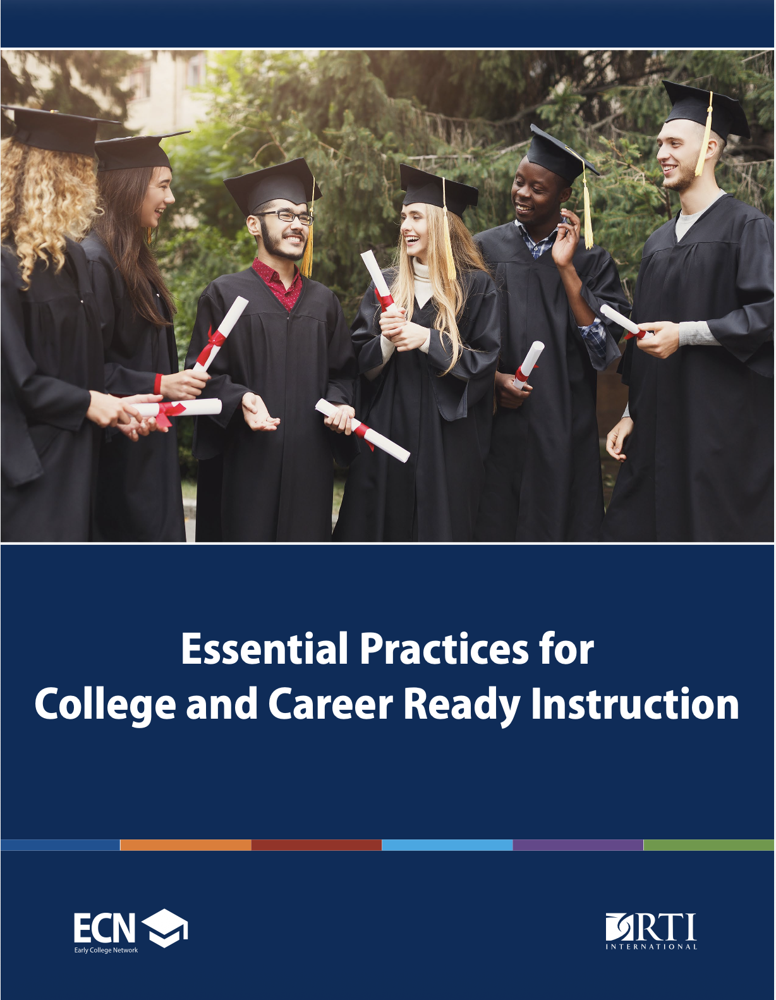 Essential Practices for
College and Career Ready Instruction
ECN
Early College Network
RTI
INTERNATIONAL